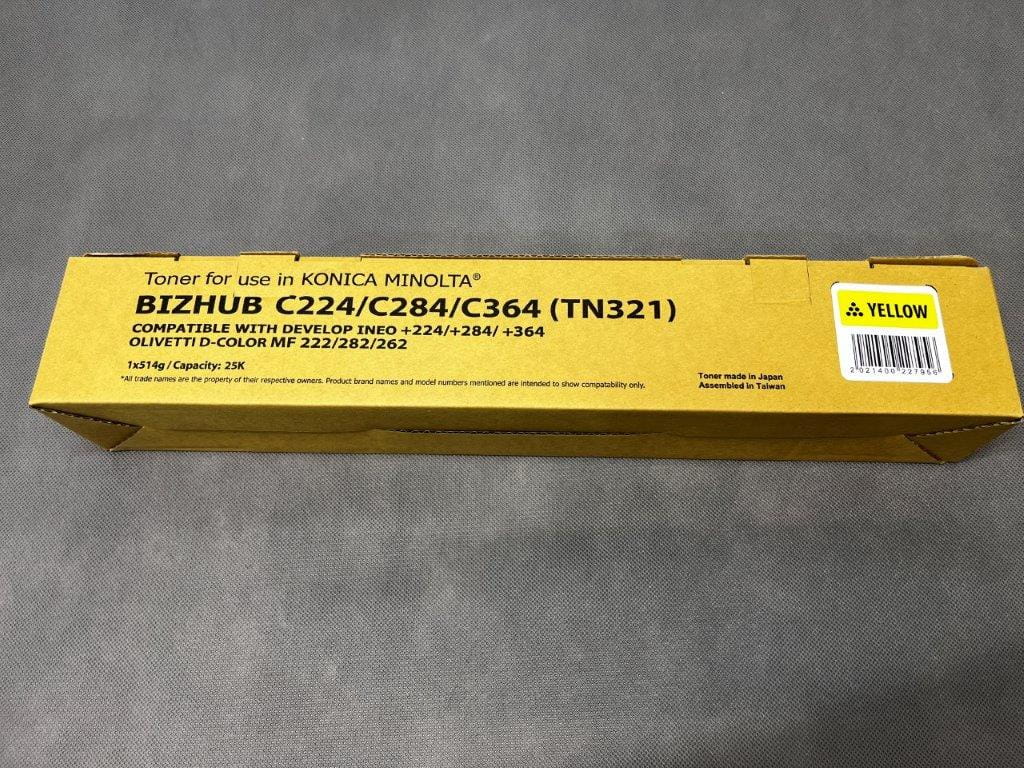 Toner for use in KONICA MINOLTA®
BIZHUB C224/C284/C364 (TN321)
COMPATIBLE WITH DEVELOP INEO +224/+284/ +364
OLIVETTI D-COLOR MF 222/282/262
1x514g / Capacity: 25K
*All trade names are the property of their respective owners. Product brand names and model numbers mentioned are intended to show compatability only.
Toner made in Japan
Assembled in Taiwan
YELLOW
2 021400 227956